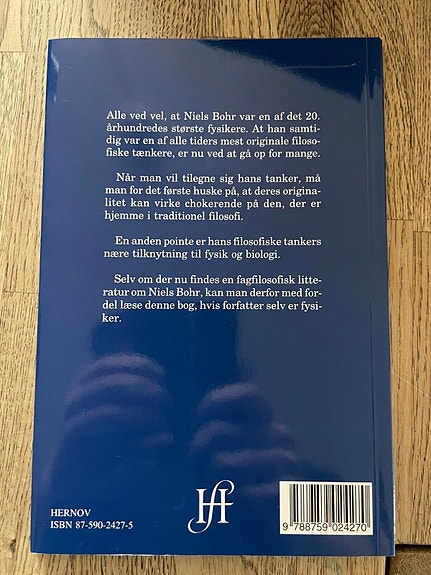 Alle ved vel, at Niels Bohr var en af det 20.
århundredes største fysikere. At han samti-
dig var en af alle tiders mest originale filoso-
fiske tænkere, er nu ved at gå op for mange.
Når man vil tilegne sig hans tanker, må
man for det første huske på, at deres origina-
litet kan virke chokerende på den, der er
hjemme i traditionel filosofi.
En anden pointe er hans filosofiske tankers
nære tilknytning til fysik og biologi.
Selv om der nu findes en fagfilosofisk litte-
ratur om Niels Bohr, kan man derfor med for-
del læse denne bog, hvis forfatter selv er fysi-
ker.
HERNOV
ISBN 87-590-2427-5
Hf
9 788759 024270